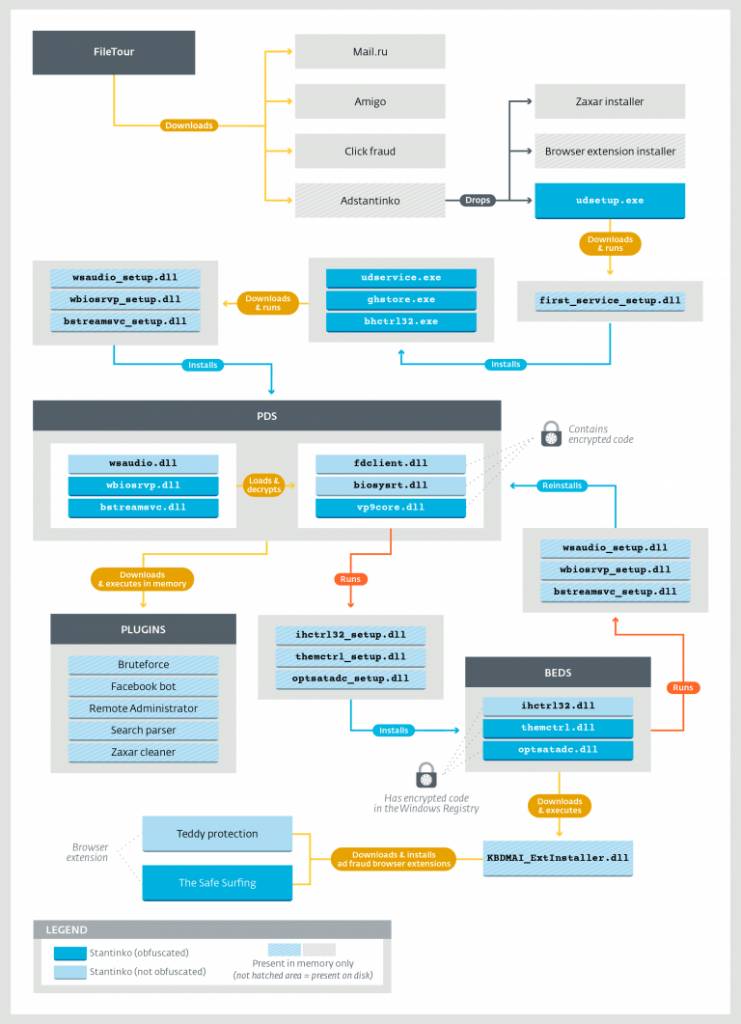 FileTour
Mail.ru
Amigo
Downloads
Click fraud
Adstantinko
Drops
Zaxar installer
Browser extension installer
udsetup.exe
Downloads
& runs
first_service_setup.dll
Installs
udservice.exe
ghstore.exe
bhctrl32.exe
Downloads
& runs
wsaudio_setup.dll
wbiosrvp_setup.dll
bstreamsvc_setup.dll
Installs
PDS
wsaudio.dll
wbiosrvp.dll
bstreamsvc.dll
Loads &
decrypts
fdclient.dll
biosysrt.dll
vp9core.dll
Contains
encrypted code
Reinstalls
wsaudio_setup.dll
wbiosrvp_setup.dll
bstreamsvc_setup.dll
Downloads
& executes in memory
PLUGINS
Bruteforce
Facebook bot
Remote Administrator
Search parser
Zaxar cleaner
Runs
ihctrl32_setup.dll
themctrl_setup.dll
optsatadc_setup.dll
Installs
BEDS
ihctrl32.dll
themctrl.dll
optsatadc.dll
Runs
Has encrypted code
in the Windows Registry
Downloads
& executes
KBDMAI_ExtInstaller.dll
Downloads & installs
ad fraud browser extensions
Teddy protection
The Safe Surfing
Browser
extension
LEGEND
Stantinko (obfuscated)
Stantinko (not obfuscated)
Present in memory only
(not hatched area = present on disk)